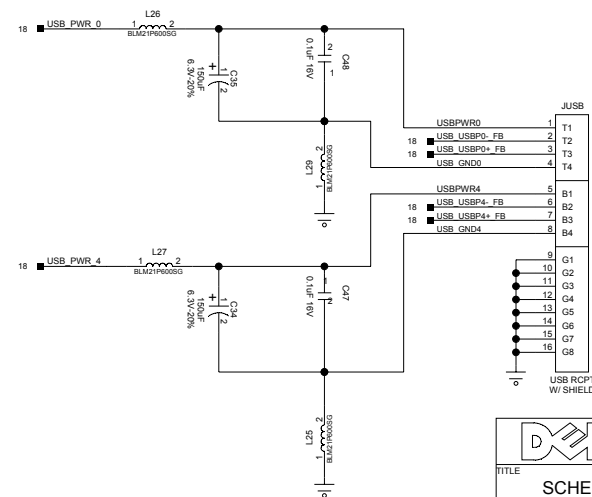 L26
18 USB_PWR_0 1 2
BLM21P600SG
+ 1 2
C35
150uF
6.3V-20%
2
1
C48
0.1uF 16V
2
1
L29
BLM21P600SG
JUSB
USBPWR0 1 T1
18 USB_USBP0-_FB 2 T2
18 USB_USBP0+_FB 3 T3
USB_GND0 4 T4
USBPWR4 5 B1
18 USB_USBP4-_FB 6 B2
18 USB_USBP4+_FB 7 B3
USB_GND4 8 B4
9 G1
10 G2
11 G3
12 G4
13 G5
14 G6
15 G7
16 G8
USB RCPT
W/ SHIELD
L27
18 USB_PWR_4 1 2
BLM21P600SG
+ 1 2
C34
150uF
6.3V-20%
1
2
C47
0.1uF 16V
2
1
L25
BLM21P600SG
DE
TITLE
SCHE